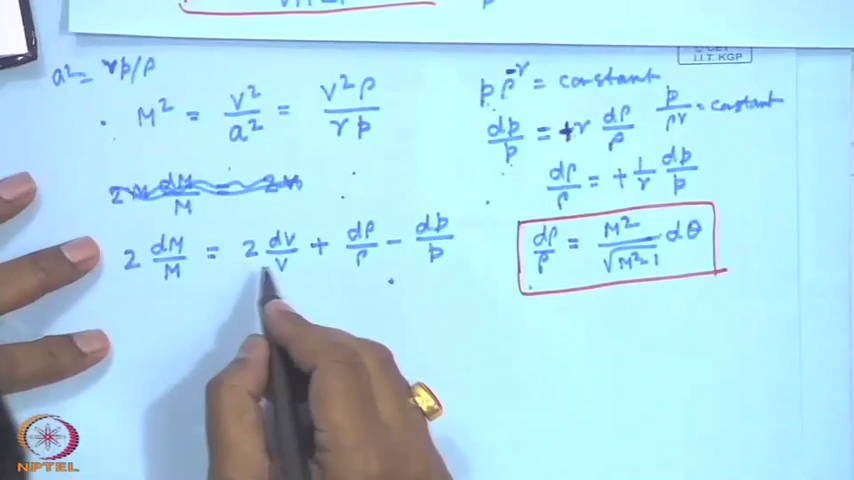 I.I.T. KGP
a² = γp/ρ
M² = V²/a² = V²ρ/γp
2 dM/M = 2 dV/V + dρ/ρ - dp/p
pρ^-γ = constant
dp/p = +γ dρ/ρ p/ρ^γ = constant
dρ/ρ = +1/γ dp/p
dρ/ρ = M²/√M²-1 dθ
NPTEL